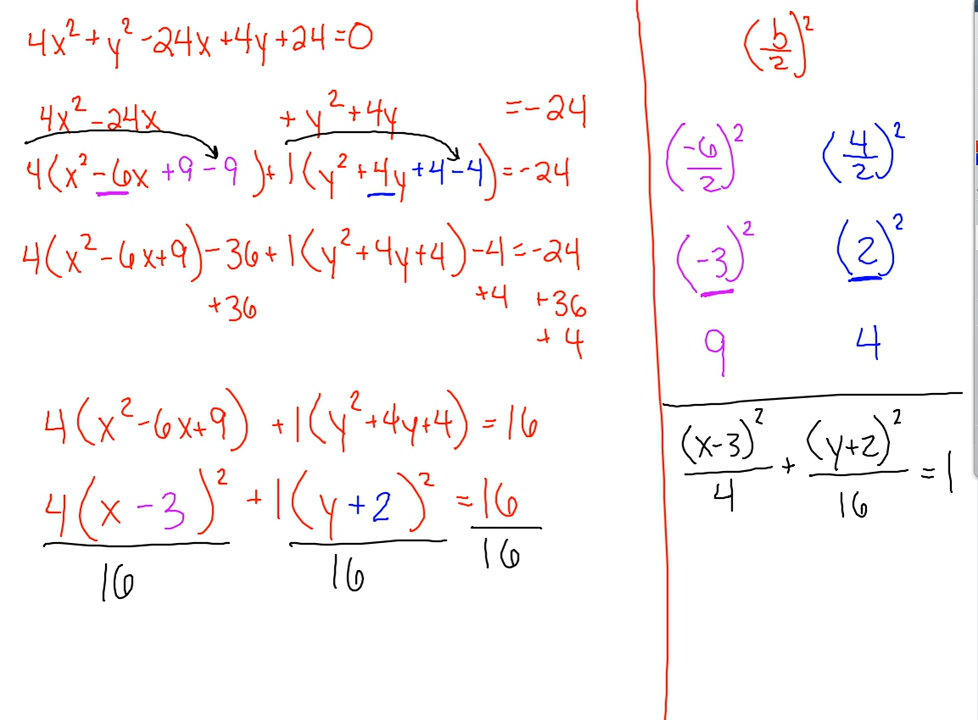 4x² + y² - 24x + 4y + 24 = 0
4x² - 24x + y² + 4y = -24
4(x² - 6x + 9 - 9) + 1(y² + 4y + 4 - 4) = -24
4(x² - 6x + 9) - 36 + 1(y² + 4y + 4) - 4 = -24
+36 +4 +36
+4
4(x² - 6x + 9) + 1(y² + 4y + 4) = 16
4(x - 3)² + 1(y + 2)² = 16
16 16 16
(b/2)²
(-6/2)² (4/2)²
(-3)² (2)²
9 4
(x-3)²/4 + (y+2)²/16 = 1